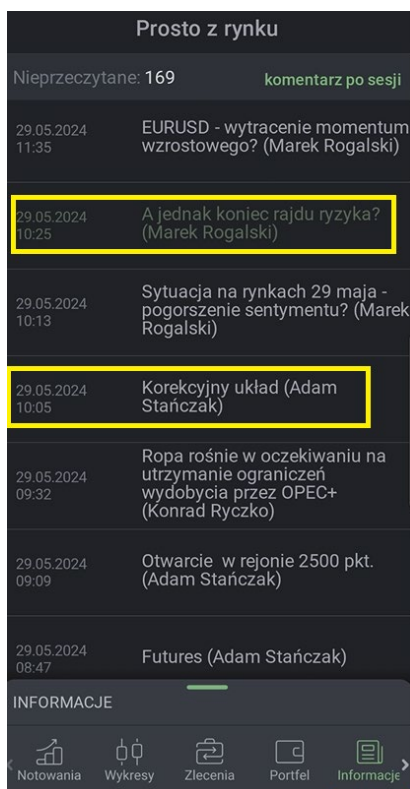 Prosto z rynku
Nieprzeczytane: 169 komentarz po sesji
29.05.2024
11:35
EURUSD - wytracenie momentum
wzrostowego? (Marek Rogalski)
29.05.2024
10:25
A jednak koniec rajdu ryzyka?
(Marek Rogalski)
29.05.2024
10:13
Sytuacja na rynkach 29 maja -
pogorszenie sentymentu? (Marek
Rogalski)
29.05.2024
10:05
Korekcyjny układ (Adam
Stańczak)
29.05.2024
09:32
Ropa rośnie w oczekiwaniu na
utrzymanie ograniczeń
wydobycia przez OPEC+
(Konrad Ryczko)
29.05.2024
09:09
Otwarcie w rejonie 2500 pkt.
(Adam Stańczak)
29.05.2024
08:47
Futures (Adam Stańczak)
INFORMACJE
Notowania Wykresy Zlecenia Portfel Informacje